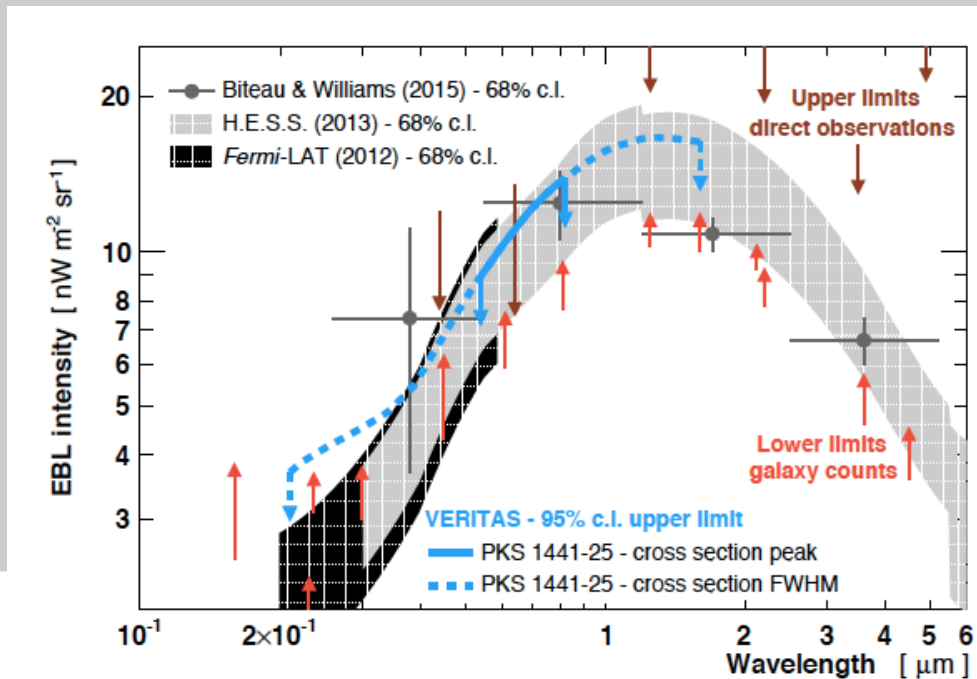 20
10
8
7
6
5
4
3
EBL intensity [ nW m⁻² sr⁻¹ ]
Biteau & Williams (2015) - 68% c.l.
H.E.S.S. (2013) - 68% c.l.
Fermi-LAT (2012) - 68% c.l.
Upper limits
direct observations
Lower limits
galaxy counts
VERITAS - 95% c.l. upper limit
PKS 1441-25 - cross section peak
PKS 1441-25 - cross section FWHM
10⁻¹ 2×10⁻¹ 1 2 3 4 5 6
Wavelength [ μm ]